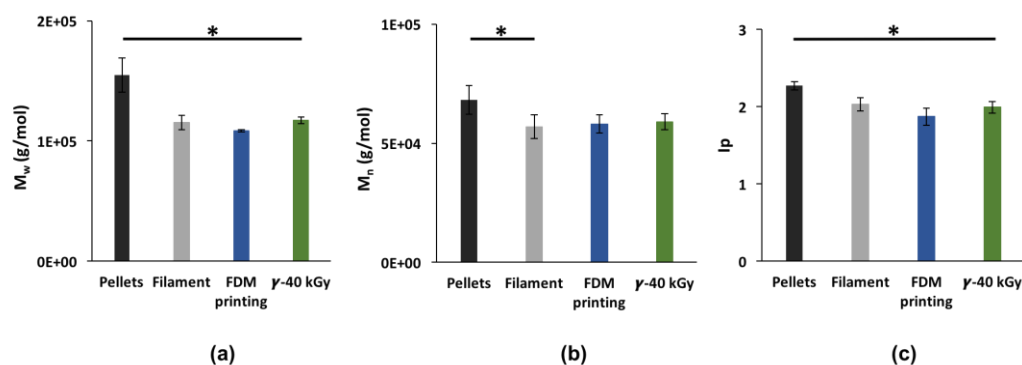 2E+05
1E+05
0E+00
Mw (g/mol)
*
Pellets Filament FDM printing γ-40 kGy
(a)
1E+05
5E+04
0E+00
Mn (g/mol)
*
Pellets Filament FDM printing γ-40 kGy
(b)
3
2
1
0
Ip
*
Pellets Filament FDM printing γ-40 kGy
(c)